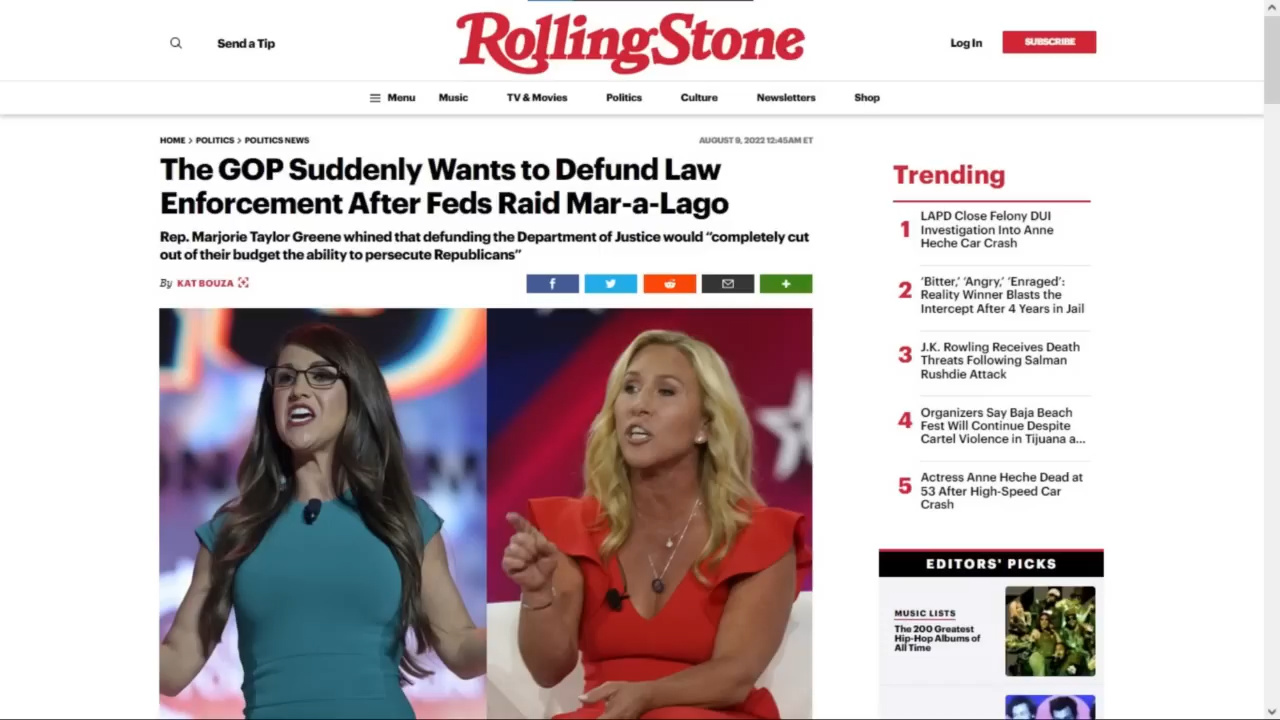 Send a Tip
RollingStone
Log In
SUBSCRIBE
Menu
Music
TV & Movies
Politics
Culture
Newsletters
Shop
HOME > POLITICS > POLITICS NEWS
AUGUST 9, 2022 12:45AM ET
The GOP Suddenly Wants to Defund Law
Enforcement After Feds Raid Mar-a-Lago
Rep. Marjorie Taylor Greene whined that defunding the Department of Justice would “completely cut
out of their budget the ability to persecute Republicans”
By KAT BOUZA
Trending
1 LAPD Close Felony DUI
Investigation Into Anne
Heche Car Crash
2 ‘Bitter,’ ‘Angry,’ ‘Enraged’:
Reality Winner Blasts the
Intercept After 4 Years in Jail
3 J.K. Rowling Receives Death
Threats Following Salman
Rushdie Attack
4 Organizers Say Baja Beach
Fest Will Continue Despite
Cartel Violence in Tijuana a...
5 Actress Anne Heche Dead at
53 After High-Speed Car
Crash
EDITORS' PICKS
MUSIC LISTS
The 200 Greatest
Hip-Hop Albums of
All Time